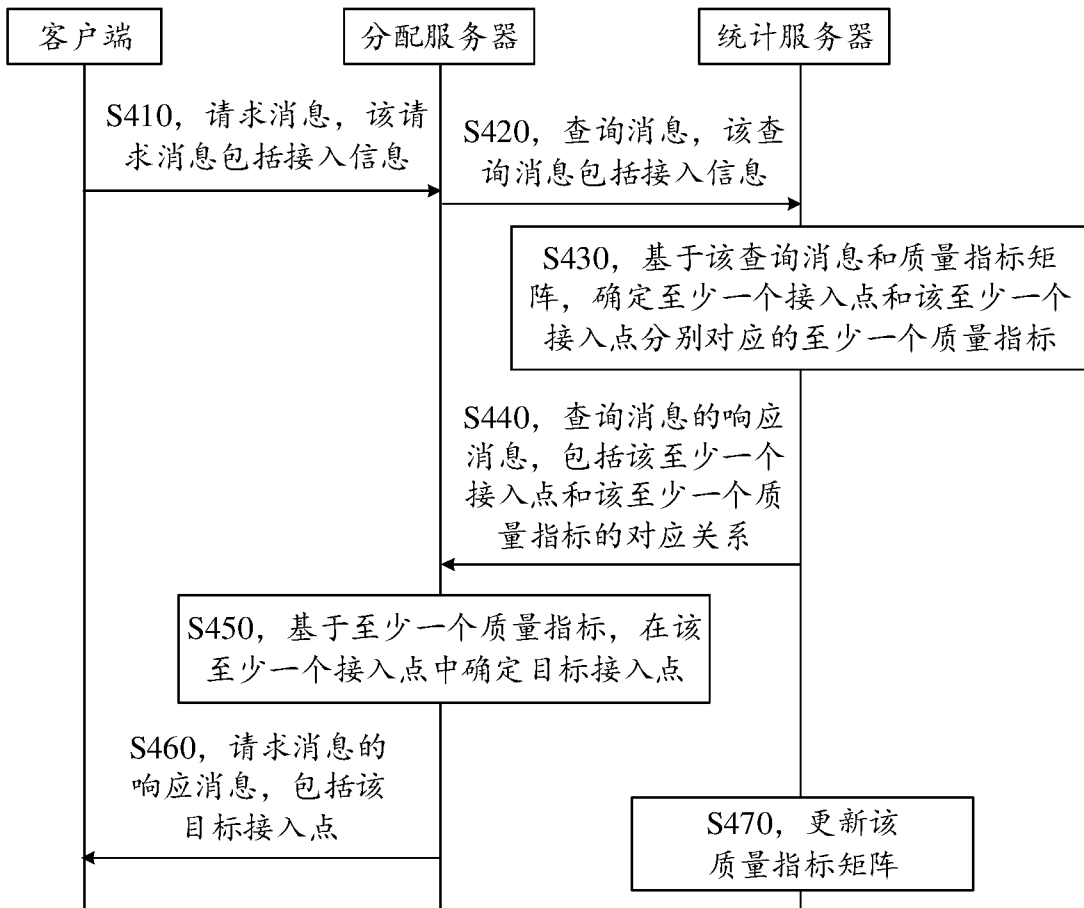 客户端
分配服务器
统计服务器
S410，请求消息，该请
求消息包括接入信息
S420，查询消息，该查
询消息包括接入信息
S430，基于该查询消息和质量指标矩
阵，确定至少一个接入点和该至少一个
接入点分别对应的至少一个质量指标
S440，查询消息的响应
消息，包括该至少一个
接入点和该至少一个质
量指标的对应关系
S450，基于至少一个质量指标，在该
至少一个接入点中确定目标接入点
S460，请求消息的
响应消息，包括该
目标接入点
S470，更新该
质量指标矩阵